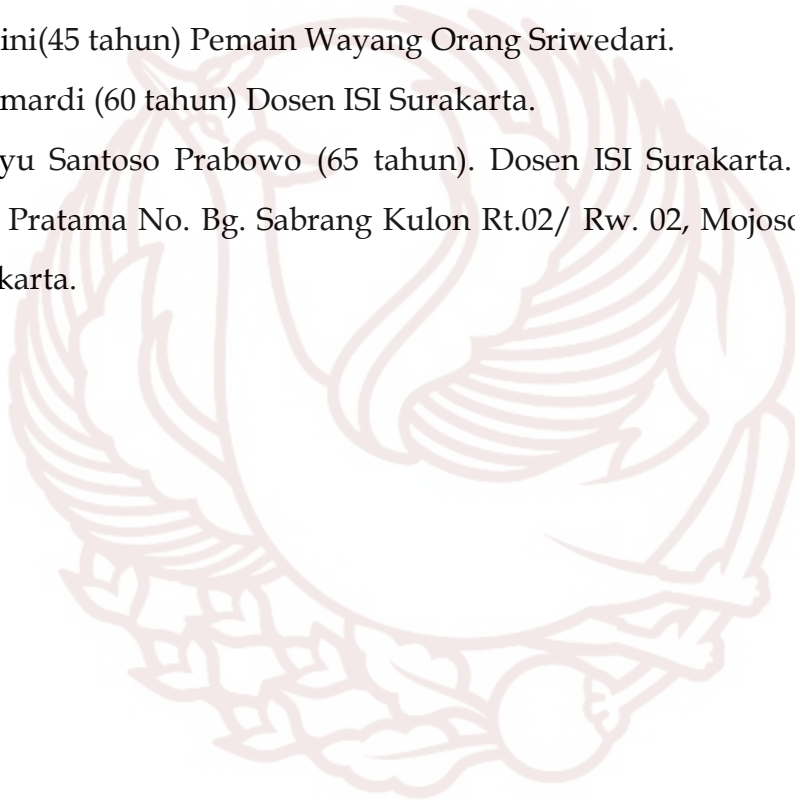 ini(45 tahun) Pemain Wayang Orang Sriwedari.
mardi (60 tahun) Dosen ISI Surakarta.
yu Santoso Prabowo (65 tahun). Dosen ISI Surakarta.
Pratama No. Bg. Sabrang Kulon Rt.02/ Rw. 02, Mojoso
karta.